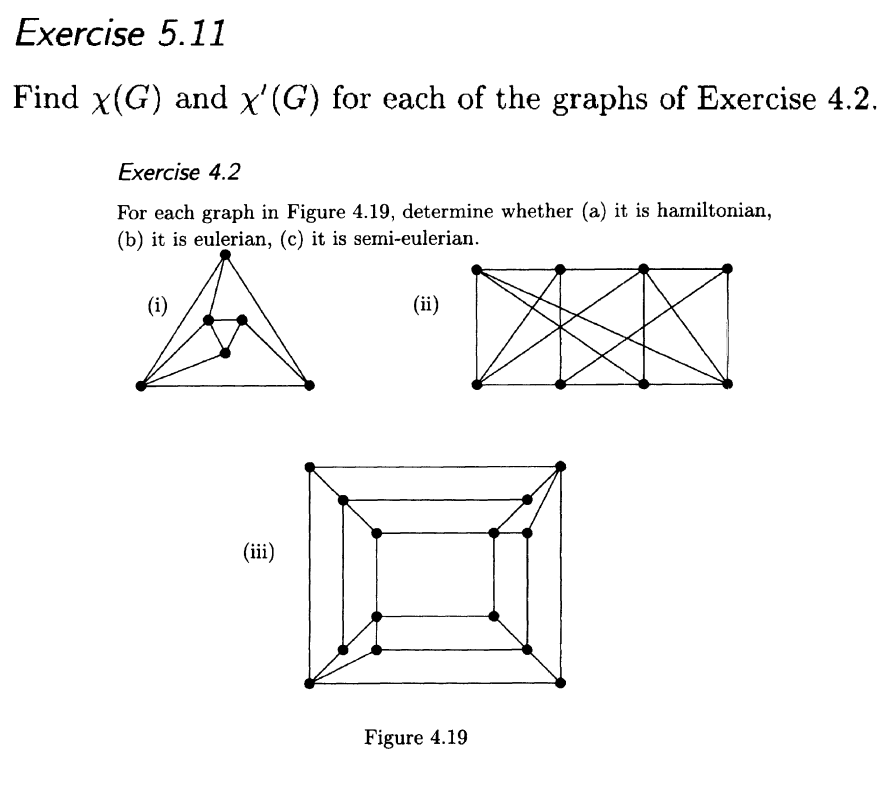 Exercise 5.11
Find χ(G) and χ′(G) for each of the graphs of Exercise 4.2.
Exercise 4.2
For each graph in Figure 4.19, determine whether (a) it is hamiltonian,
(b) it is eulerian, (c) it is semi-eulerian.
(i)
(ii)
(iii)
Figure 4.19